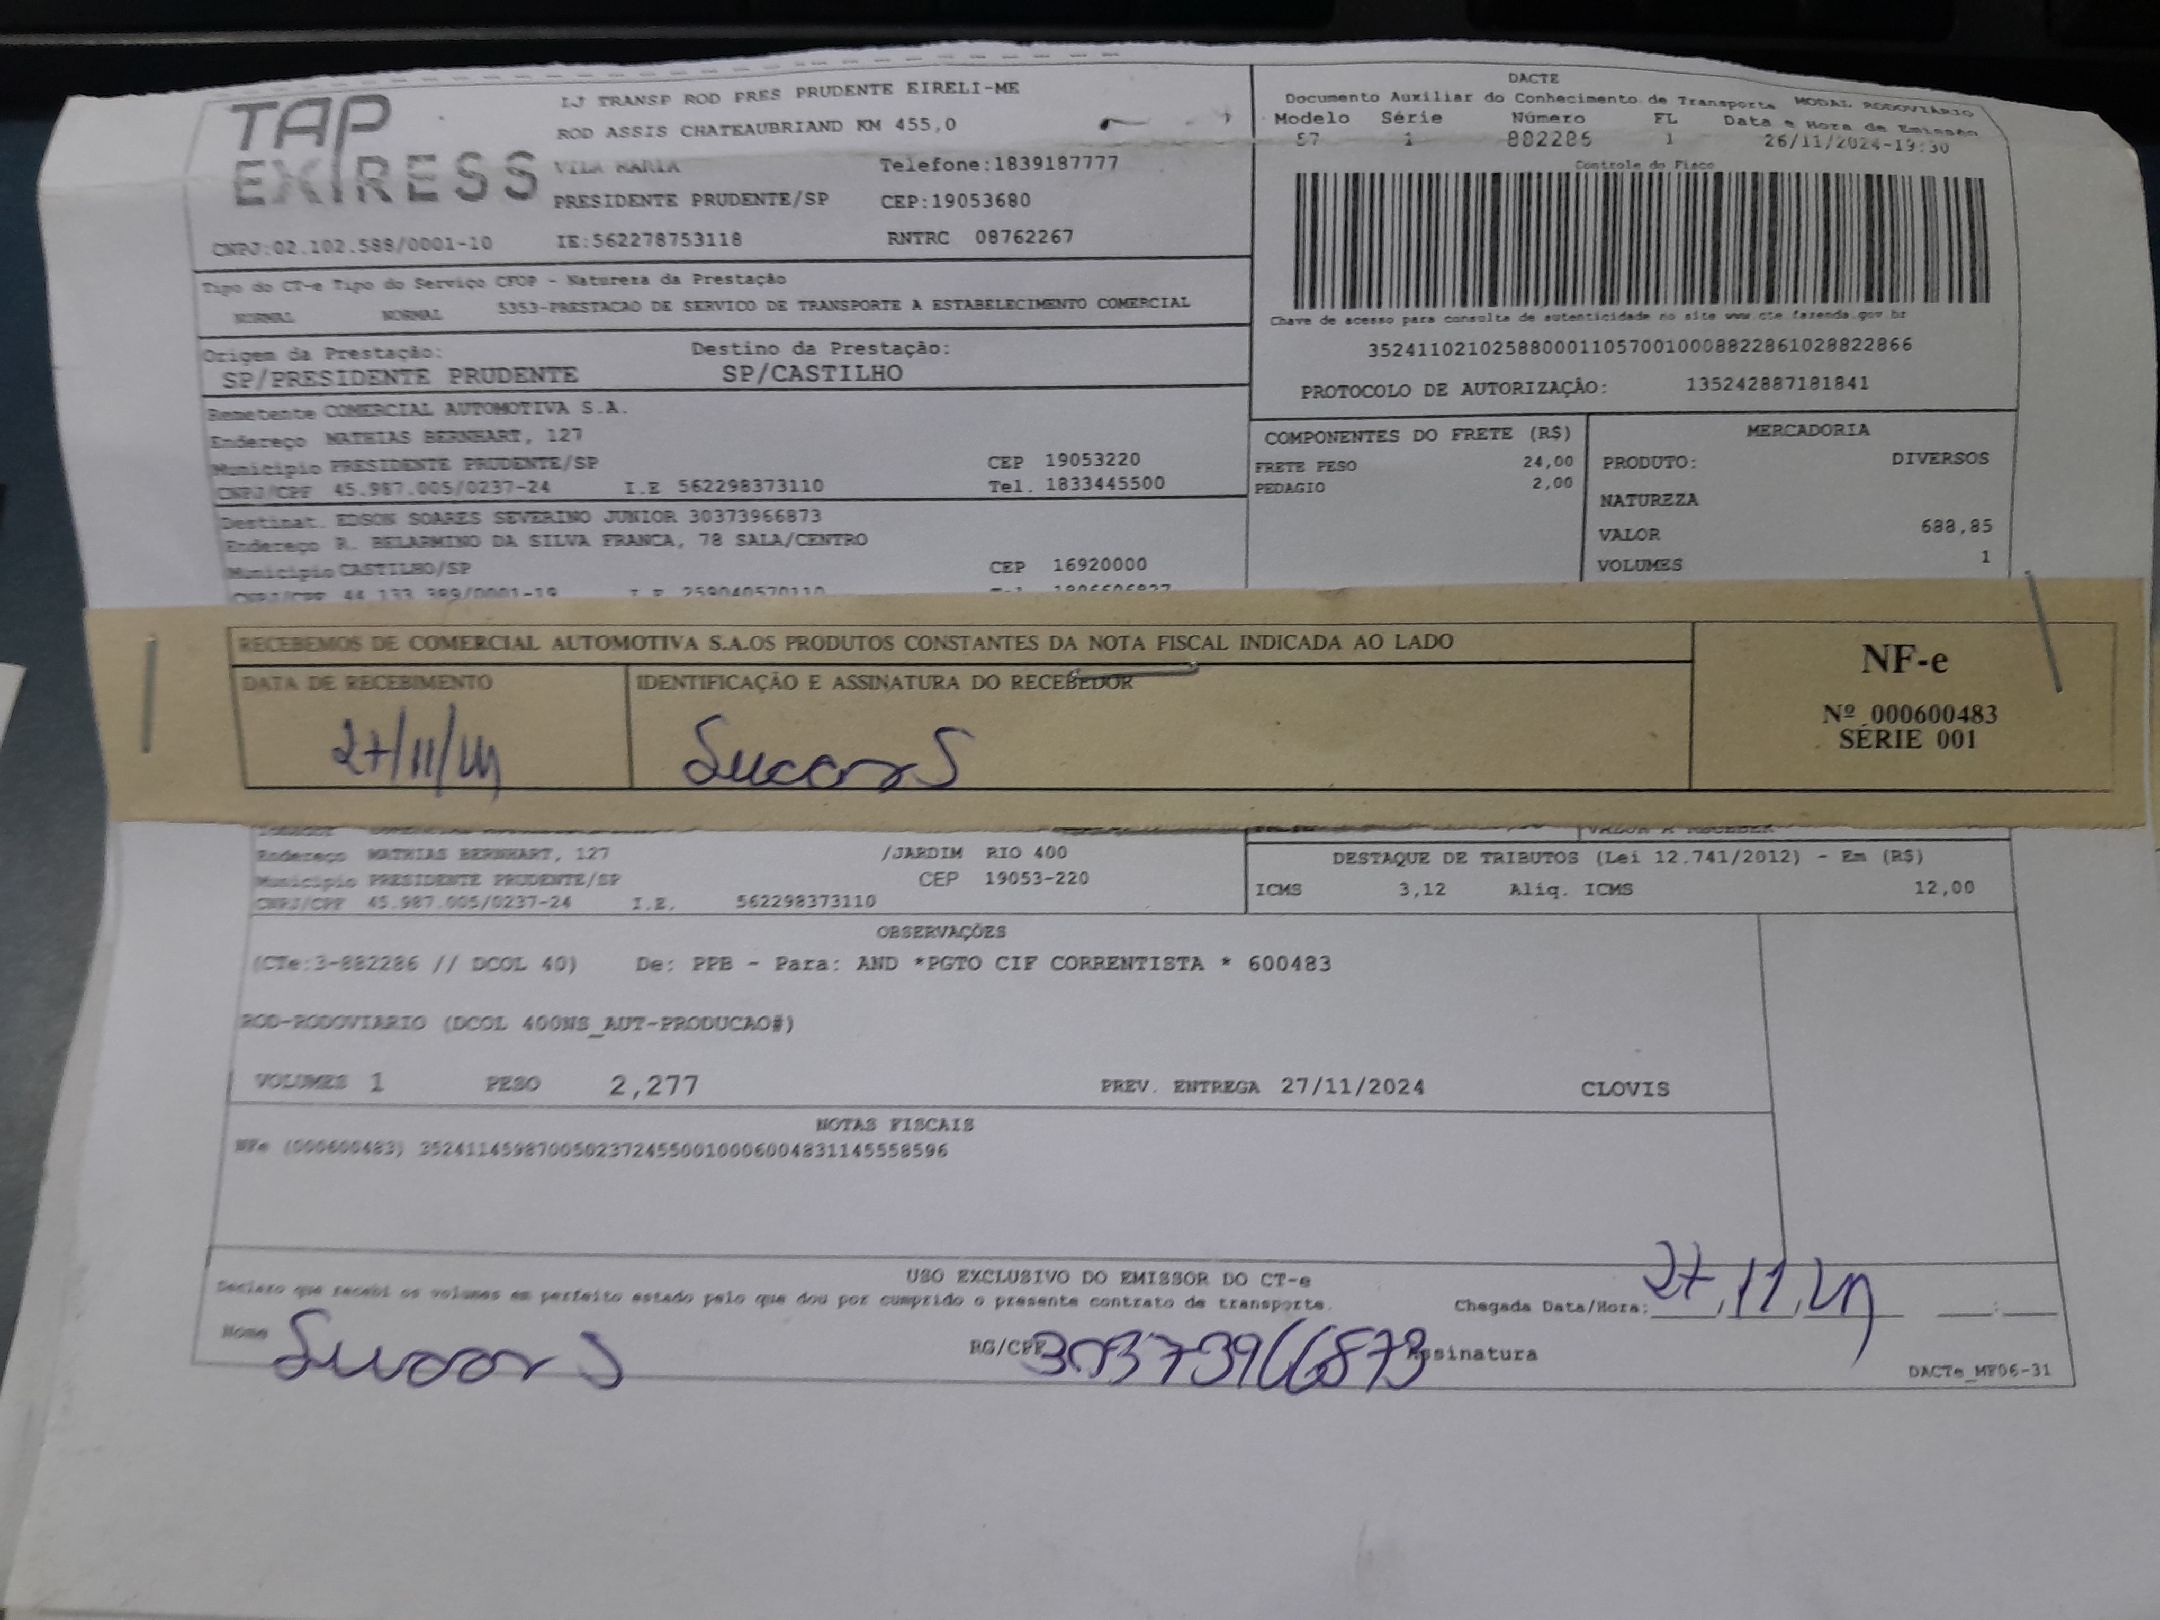 TAP
EXPRESS
LJ TRANSP ROD PRES PRUDENTE EIRELI-ME
ROD ASSIS CHATEAUBRIAND KM 455,0
VILA MARIA Telefone:1839187777
PRESIDENTE PRUDENTE/SP CEP:19053680
CNPJ:02.102.588/0001-10 IE:562278753118 RNTRC 08762267
DACTE
Documento Auxiliar do Conhecimento de Transporte MODAL RODOVIÁRIO
Modelo Série Número FL Data e Hora de Emissão
57 1 882286 1 26/11/2024-19:30
Controle do Fisco
Chave de acesso para consulta de autenticidade no site www.cte.fazenda.gov.br
35241102102588000110570010008822861028822866
PROTOCOLO DE AUTORIZAÇÃO: 135242887181841
Tipo do CT-e Tipo do Serviço CFOP - Natureza da Prestação
NORMAL NORMAL 5353-PRESTACAO DE SERVICO DE TRANSPORTE A ESTABELECIMENTO COMERCIAL
Origem da Prestação: Destino da Prestação:
SP/PRESIDENTE PRUDENTE SP/CASTILHO
Remetente COMERCIAL AUTOMOTIVA S.A.
Endereço MATHIAS BERNHART, 127
Municipio PRESIDENTE PRUDENTE/SP CEP 19053220
CNPJ/CPF 45.987.005/0237-24 I.E 562298373110 Tel. 1833445500
Destinat. EDSON SOARES SEVERINO JUNIOR 30373966873
Endereço R. BELARMINO DA SILVA FRANCA, 78 SALA/CENTRO
Municipio CASTILHO/SP CEP 16920000
CNPJ/CPF 44.133.389/0001-19 I.E 259040570110
COMPONENTES DO FRETE (R$)
FRETE PESO 24,00
PEDAGIO 2,00
MERCADORIA
PRODUTO: DIVERSOS
NATUREZA
VALOR 688,85
VOLUMES 1
RECEBEMOS DE COMERCIAL AUTOMOTIVA S.A.OS PRODUTOS CONSTANTES DA NOTA FISCAL INDICADA AO LADO
DATA DE RECEBIMENTO IDENTIFICAÇÃO E ASSINATURA DO RECEBEDOR
27/11/24
NF-e
Nº 000600483
SÉRIE 001
VALOR A RECEBER
Endereço MATHIAS BERNHART, 127 /JARDIM RIO 400
Municipio PRESIDENTE PRUDENTE/SP CEP 19053-220
CNPJ/CPF 45.987.005/0237-24 I.E. 562298373110
DESTAQUE DE TRIBUTOS (Lei 12.741/2012) - Em (R$)
ICMS 3,12 Aliq. ICMS 12,00
OBSERVAÇÕES
(CTe:3-882286 // DCOL 40) De: PPB - Para: AND *PGTO CIF CORRENTISTA * 600483
ROD-RODOVIARIO (DCOL 400NS_AUT-PRODUCAO#)
VOLUMES 1 PESO 2,277 PREV. ENTREGA 27/11/2024 CLOVIS
NOTAS FISCAIS
NFe (000600483) 35241145987005023724550010006004831145558596
USO EXCLUSIVO DO EMISSOR DO CT-e
Declaro que recebi os volumes em perfeito estado pelo que dou por cumprido o presente contrato de transporte.
Chegada Data/Hora: 27/11/24
Nome RG/CPF 30373966873 Assinatura
DACTe_MF06-31